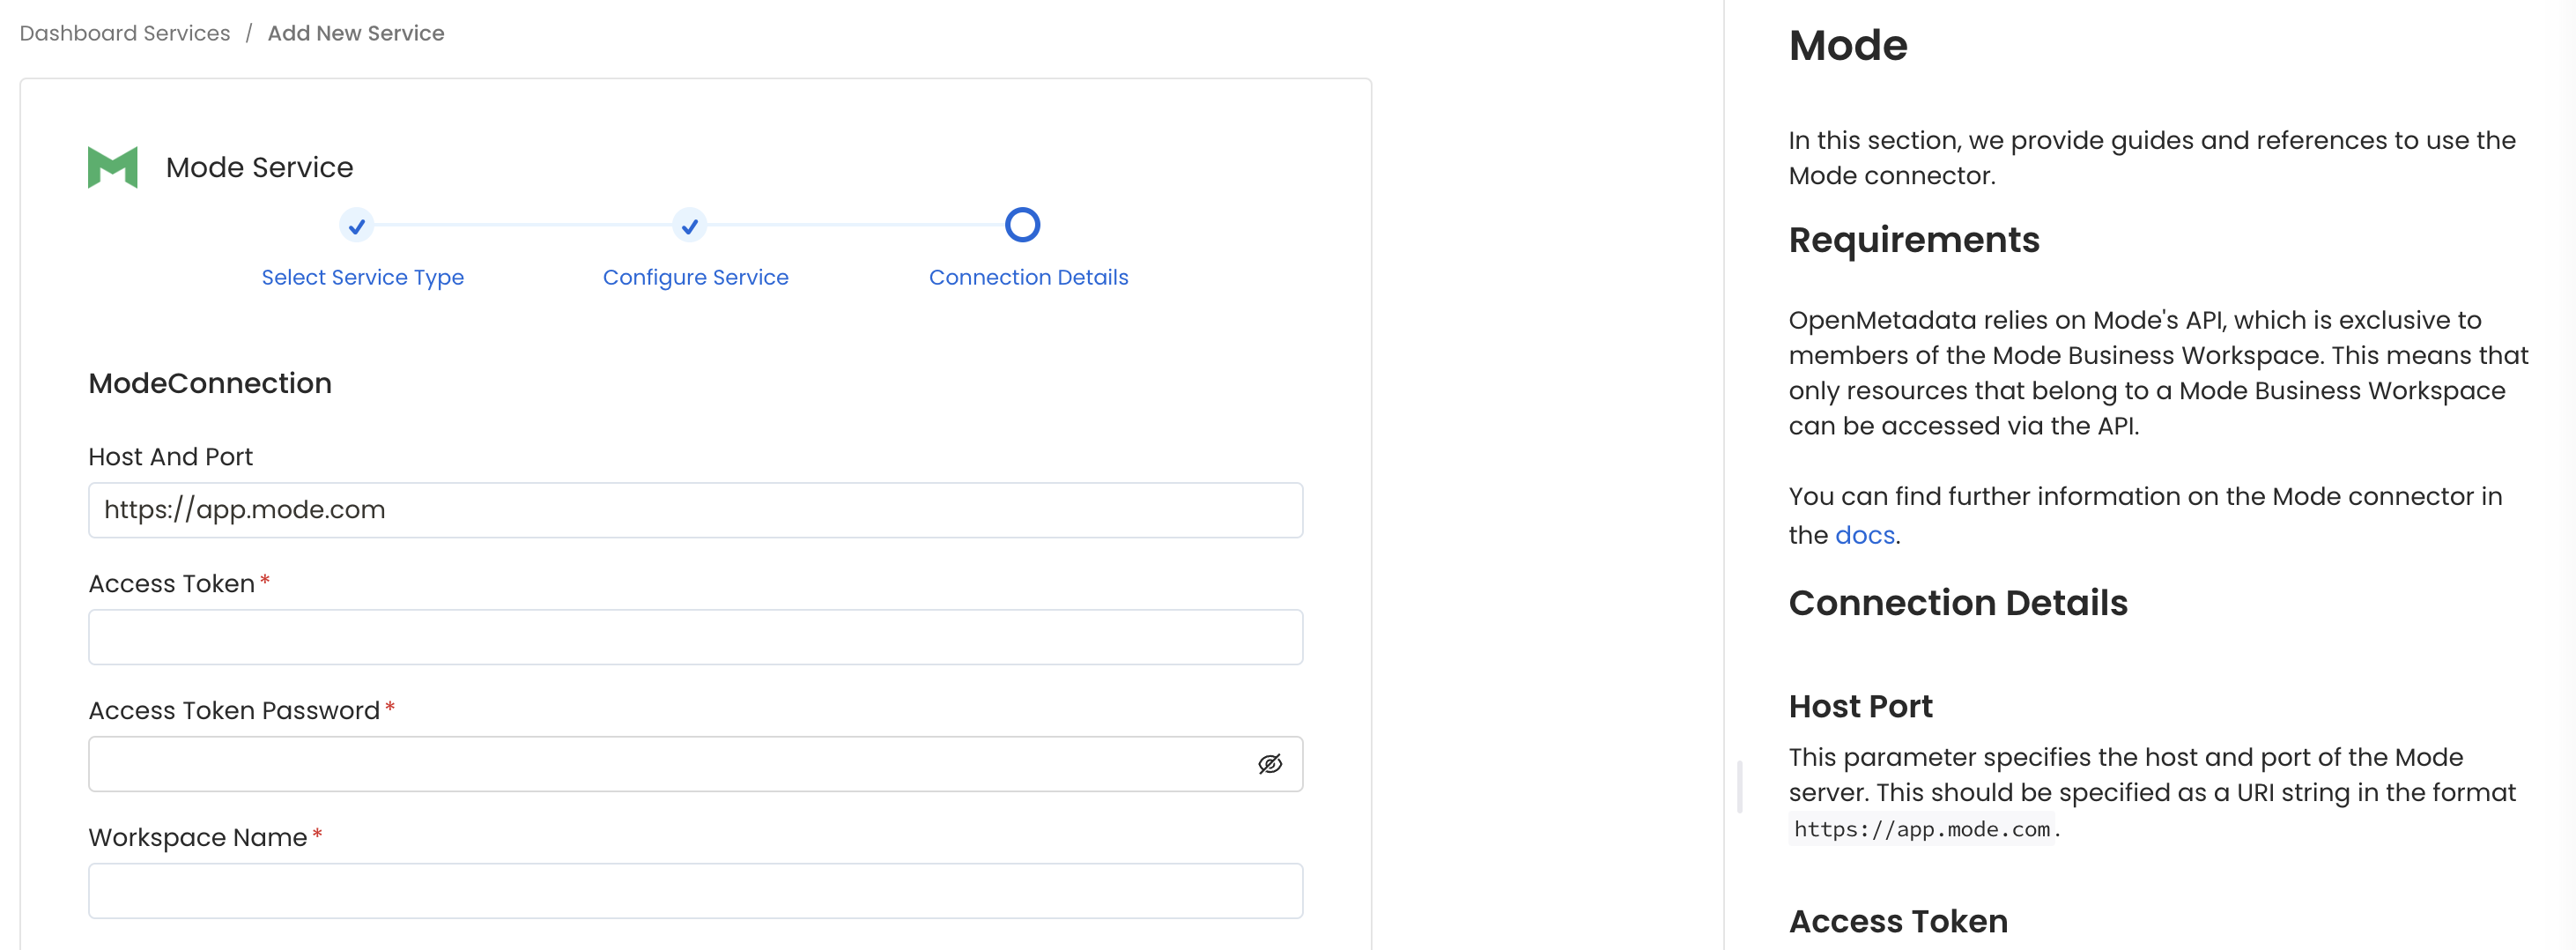 Dashboard Services / Add New Service
Mode Service
Select Service Type
Configure Service
Connection Details
ModeConnection
Host And Port
https://app.mode.com
Access Token *
Access Token Password *
Workspace Name *
Mode
In this section, we provide guides and references to use the
Mode connector.
Requirements
OpenMetadata relies on Mode's API, which is exclusive to
members of the Mode Business Workspace. This means that
only resources that belong to a Mode Business Workspace
can be accessed via the API.
You can find further information on the Mode connector in
the docs.
Connection Details
Host Port
This parameter specifies the host and port of the Mode
server. This should be specified as a URI string in the format
https://app.mode.com.
Access Token